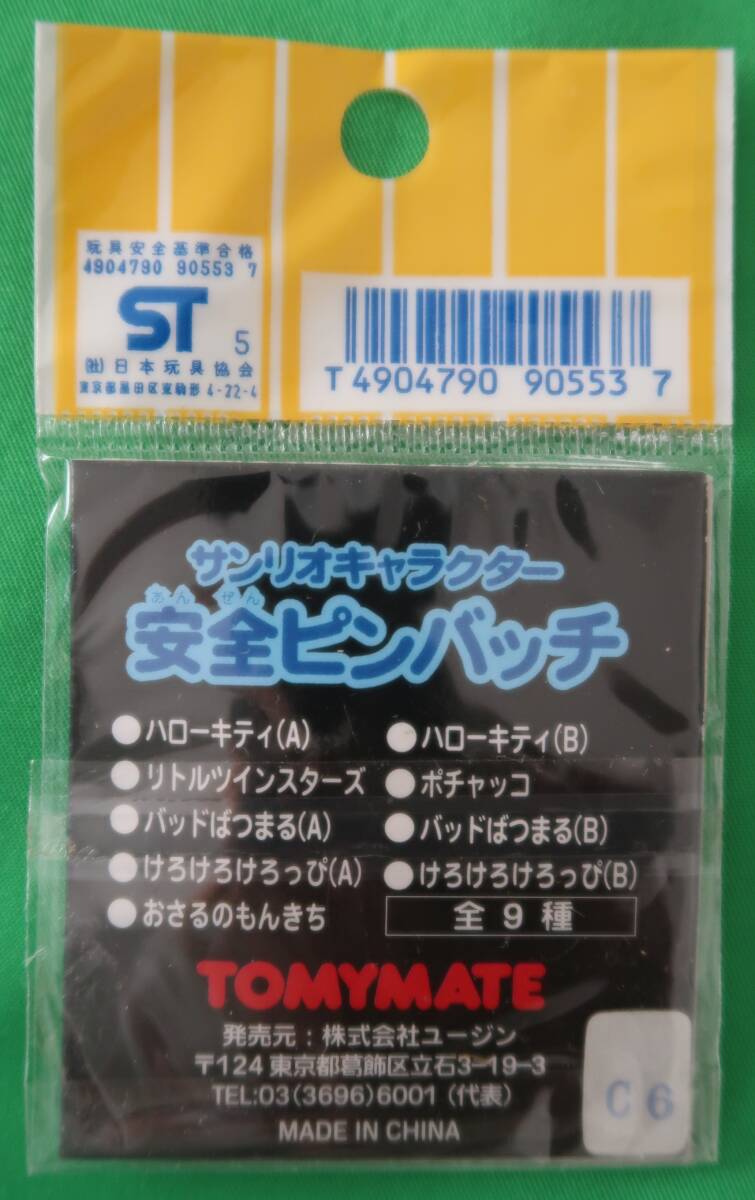 玩具安全基準合格
4904790 90553 7
ST 5
(社)日本玩具協会
東京都墨田区東駒形 4-22-4
T 4904790 90553 7
サンリオキャラクター
あんぜん
安全ピンバッチ
●ハローキティ(A) ●ハローキティ(B)
●リトルツインスターズ ●ポチャッコ
●バッドばつまる(A) ●バッドばつまる(B)
●けろけろけろっぴ(A) ●けろけろけろっぴ(B)
●おさるのもんきち 全9種
TOMYMATE
発売元:株式会社ユージン
〒124 東京都葛飾区立石3-19-3
TEL:03(3696)6001 (代表)
MADE IN CHINA
C 6